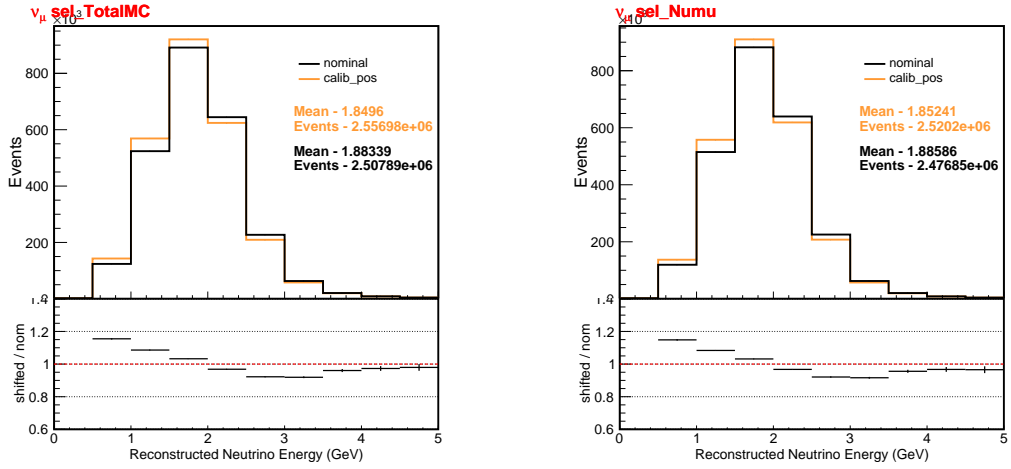 ν_μ sel_TotalMC
×10³
Events
800
600
400
200
nominal
calib_pos
Mean - 1.8496
Events - 2.55698e+06
Mean - 1.88339
Events - 2.50789e+06
shifted / nom
1.4
1.2
1
0.8
0.6
0 1 2 3 4 5
Reconstructed Neutrino Energy (GeV)
ν_μ sel_Numu
Events
800
600
400
200
nominal
calib_pos
Mean - 1.85241
Events - 2.5202e+06
Mean - 1.88586
Events - 2.47685e+06
shifted / nom
1.2
1
0.8
0.6
0 1 2 3 4 5
Reconstructed Neutrino Energy (GeV)